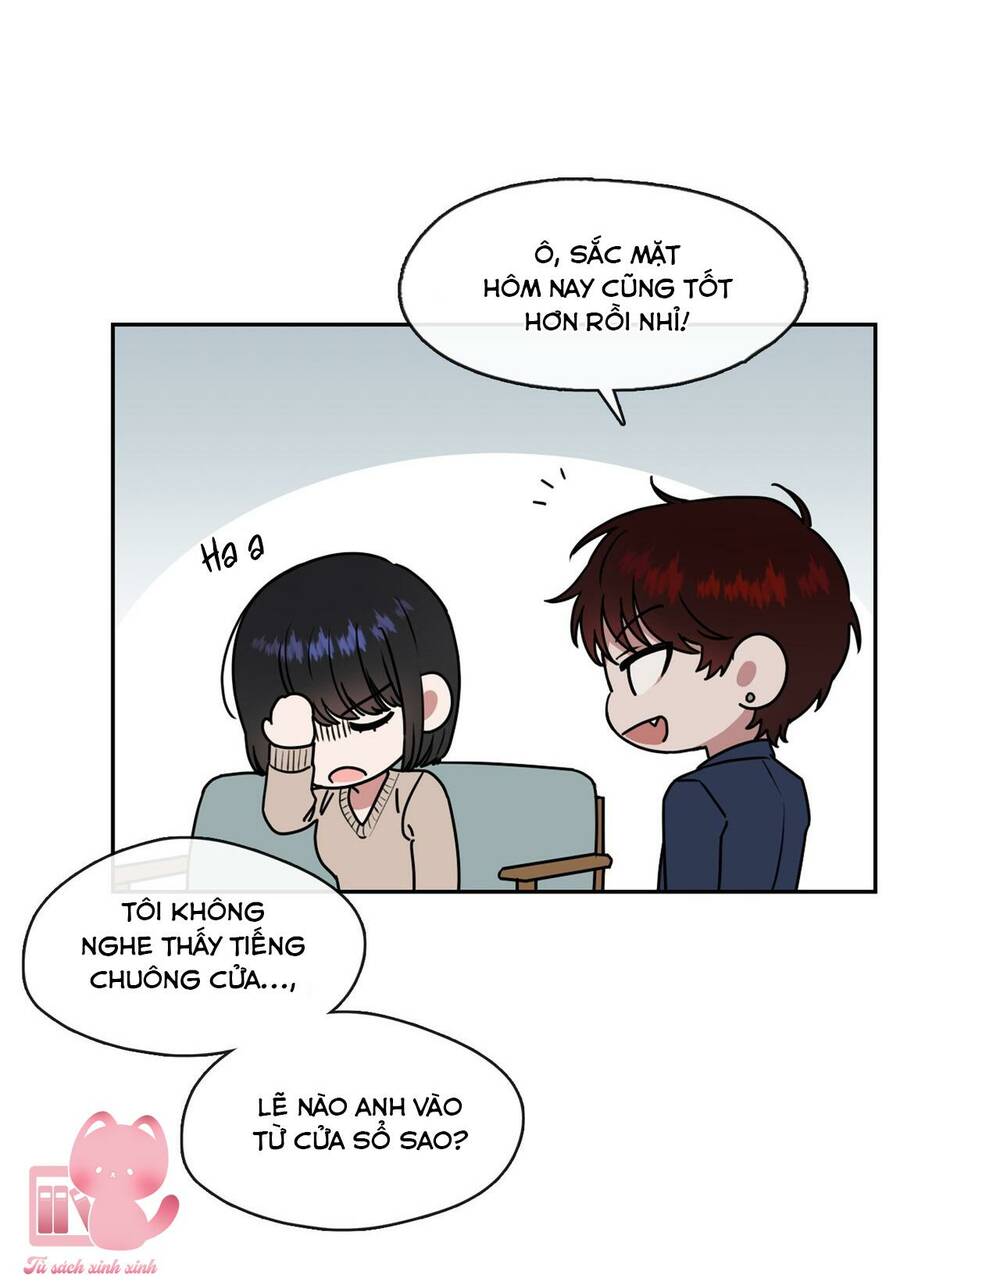 Ô, SẮC MẶT
HÔM NAY CŨNG TỐT
HƠN RỒI NHỈ!
Ha a
TÔI KHÔNG
NGHE THẤY TIẾNG
CHUÔNG CỬA...,
LẼ NÀO ANH VÀO
TỪ CỬA SỔ SAO?
Tủ sách xinh xinh